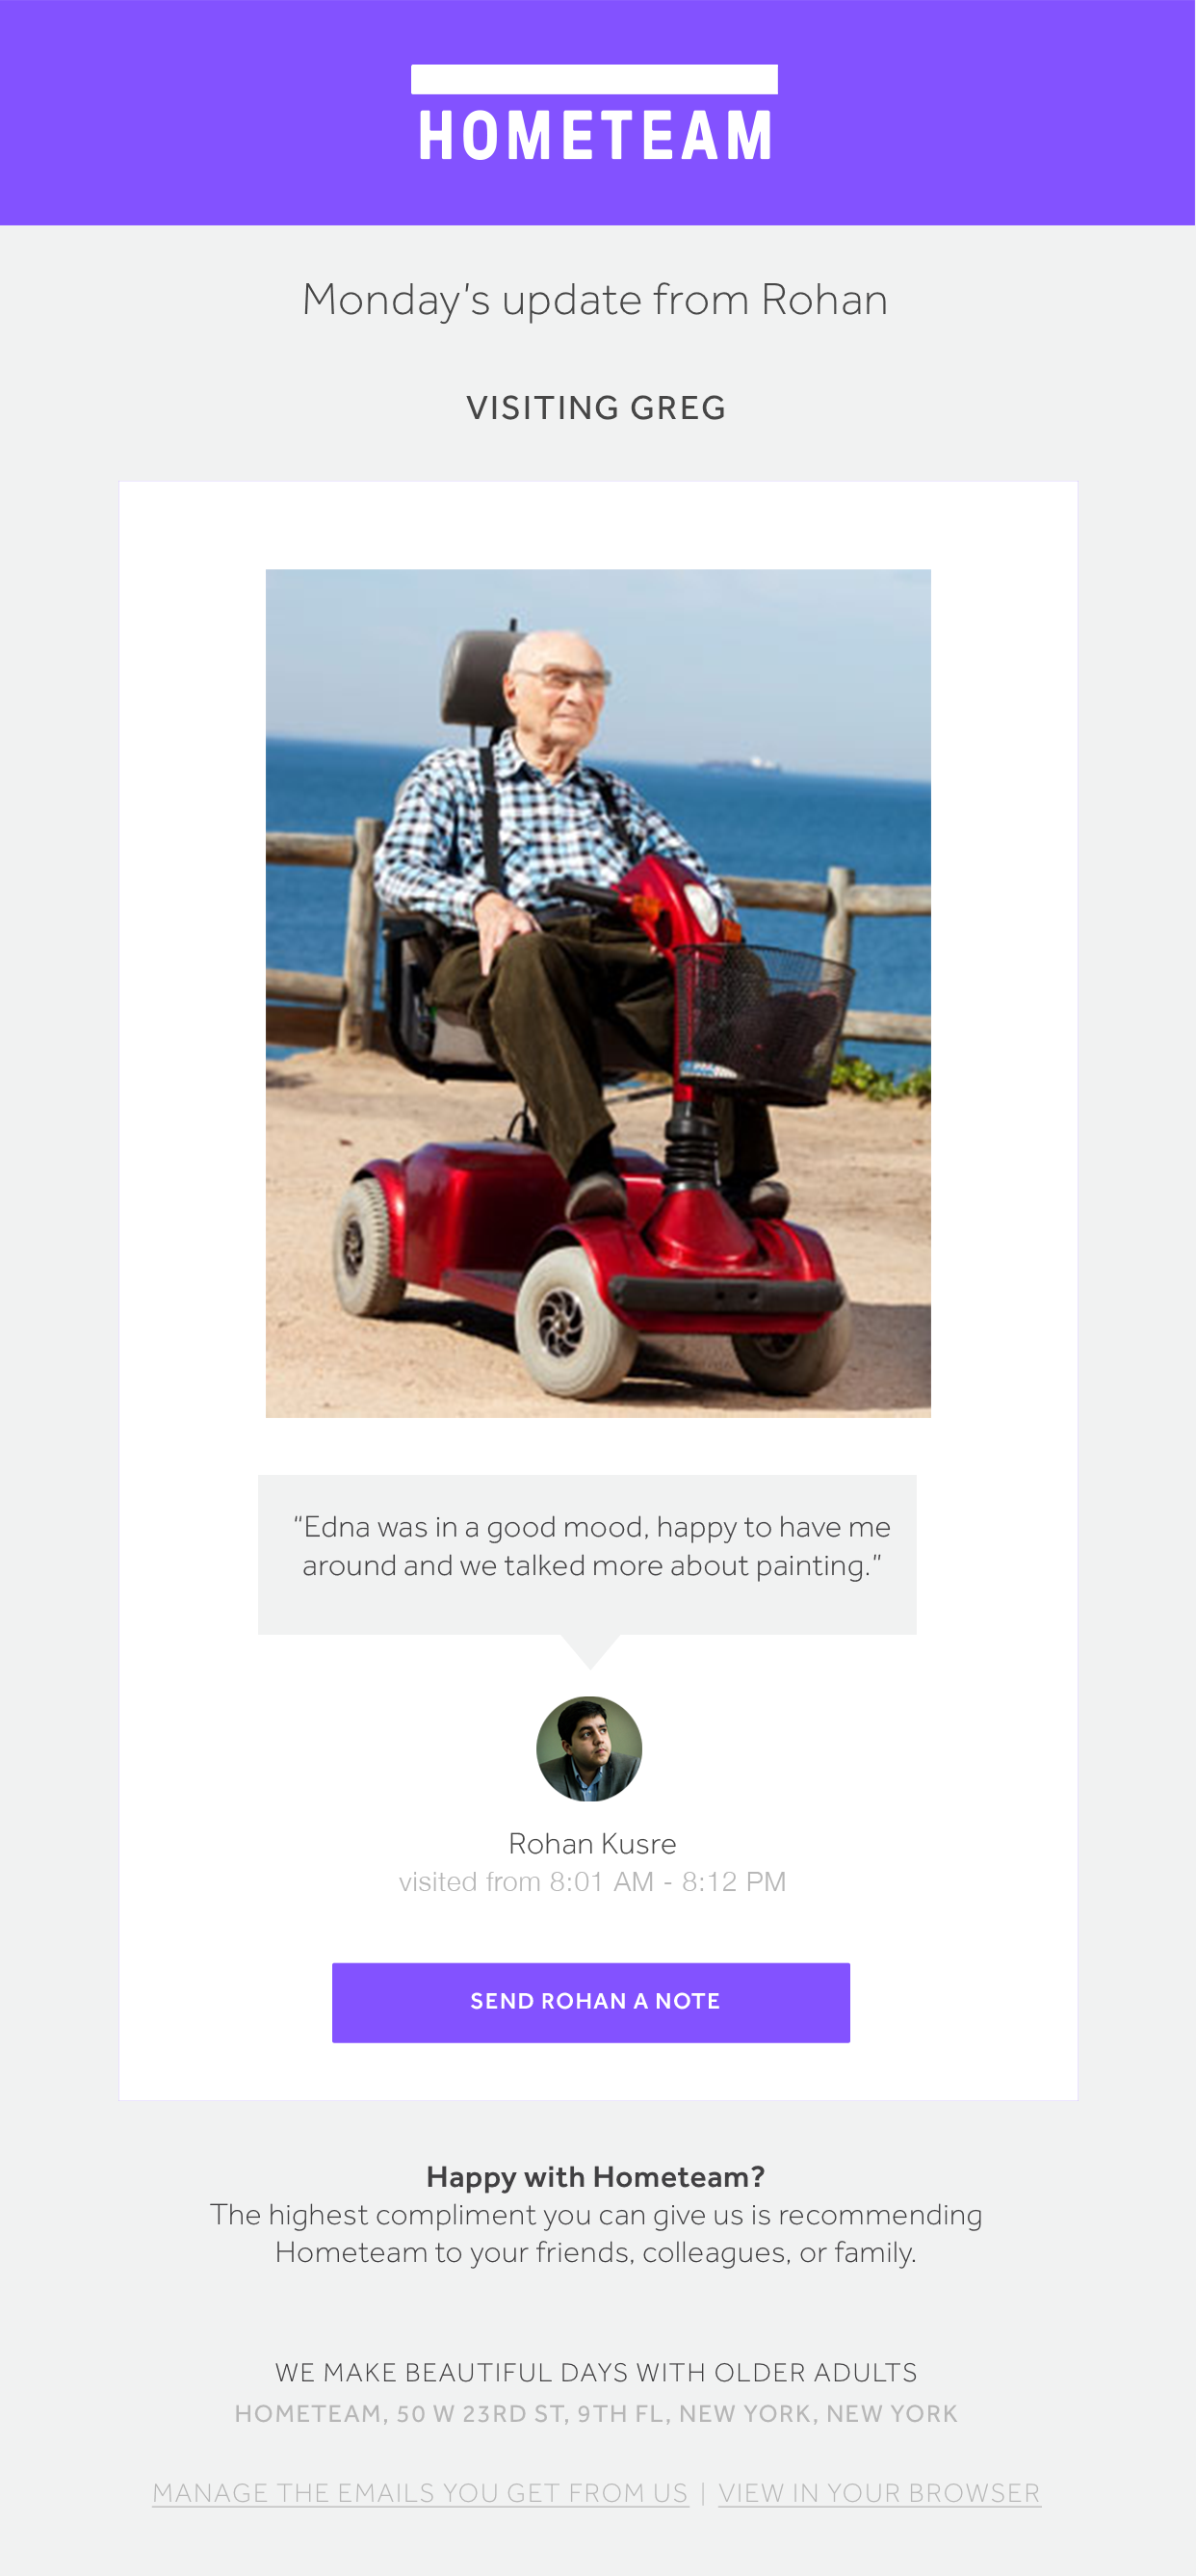 HOMETEAM
Monday's update from Rohan
VISITING GREG
“Edna was in a good mood, happy to have me
around and we talked more about painting.”
Rohan Kusre
visited from 8:01 AM - 8:12 PM
SEND ROHAN A NOTE
Happy with Hometeam?
The highest compliment you can give us is recommending
Hometeam to your friends, colleagues, or family.
WE MAKE BEAUTIFUL DAYS WITH OLDER ADULTS
HOMETEAM, 50 W 23RD ST, 9TH FL, NEW YORK, NEW YORK
MANAGE THE EMAILS YOU GET FROM US | VIEW IN YOUR BROWSER